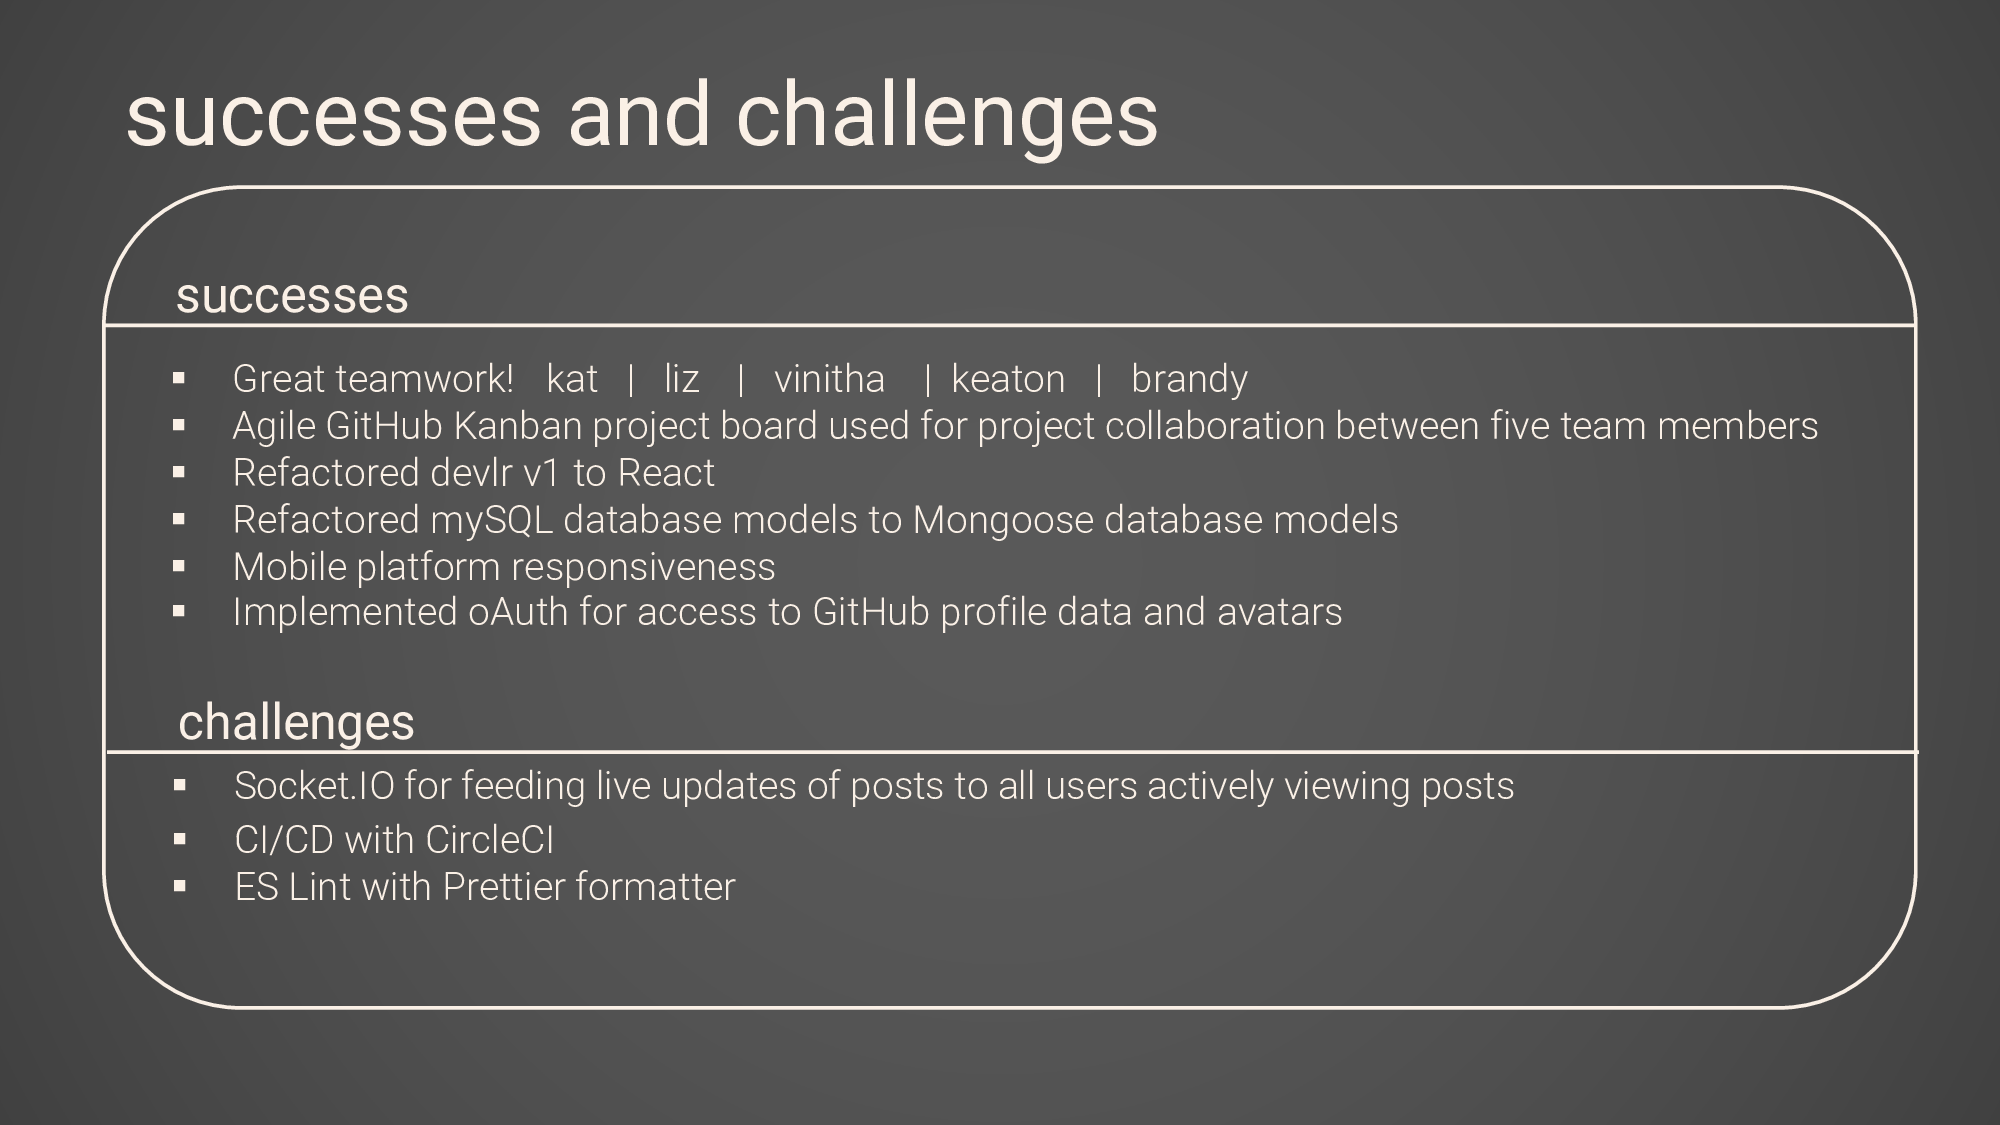 successes and challenges
successes
▪ Great teamwork! kat | liz | vinitha | keaton | brandy
▪ Agile GitHub Kanban project board used for project collaboration between five team members
▪ Refactored devlr v1 to React
▪ Refactored mySQL database models to Mongoose database models
▪ Mobile platform responsiveness
▪ Implemented oAuth for access to GitHub profile data and avatars
challenges
▪ Socket.IO for feeding live updates of posts to all users actively viewing posts
▪ CI/CD with CircleCI
▪ ES Lint with Prettier formatter